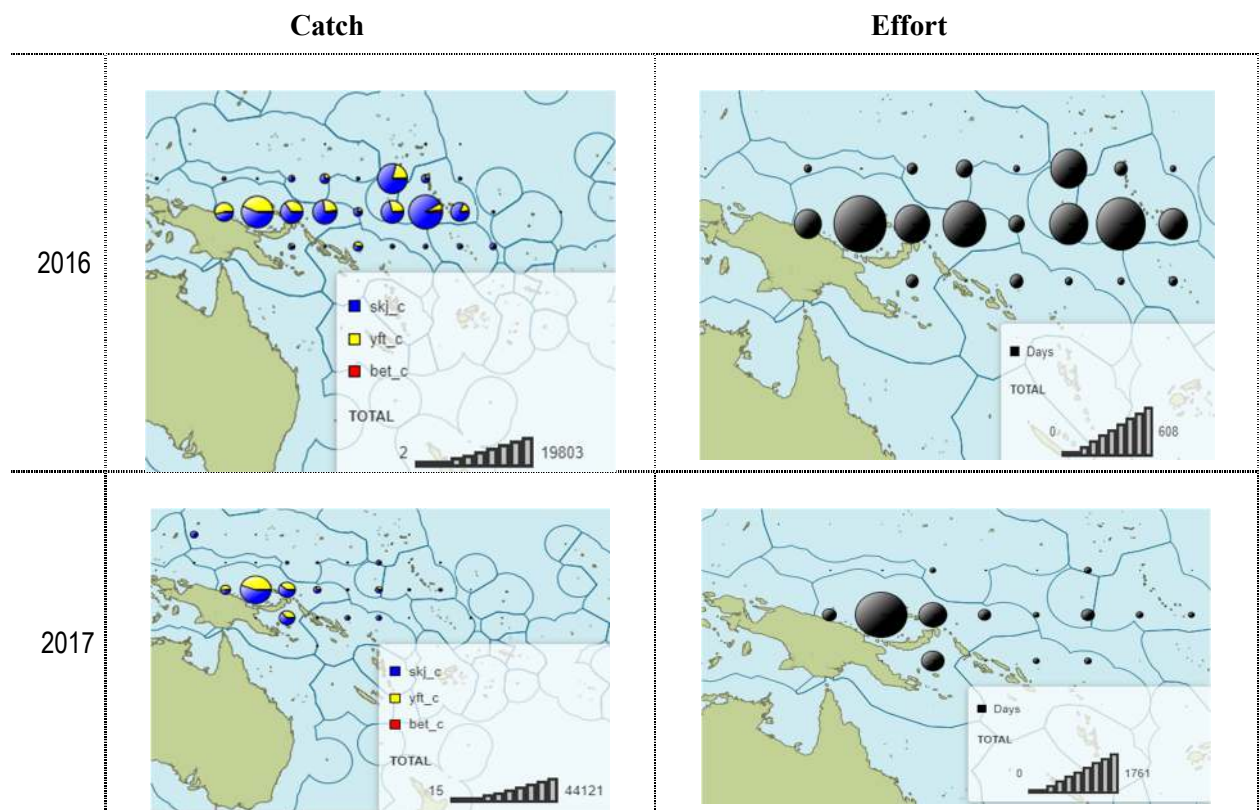 Catch
Effort
2016
skj_c
yft_c
bet_c
TOTAL
2
19803
Days
TOTAL
0
608
2017
skj_c
yft_c
bet_c
TOTAL
15
44121
Days
TOTAL
0
1761